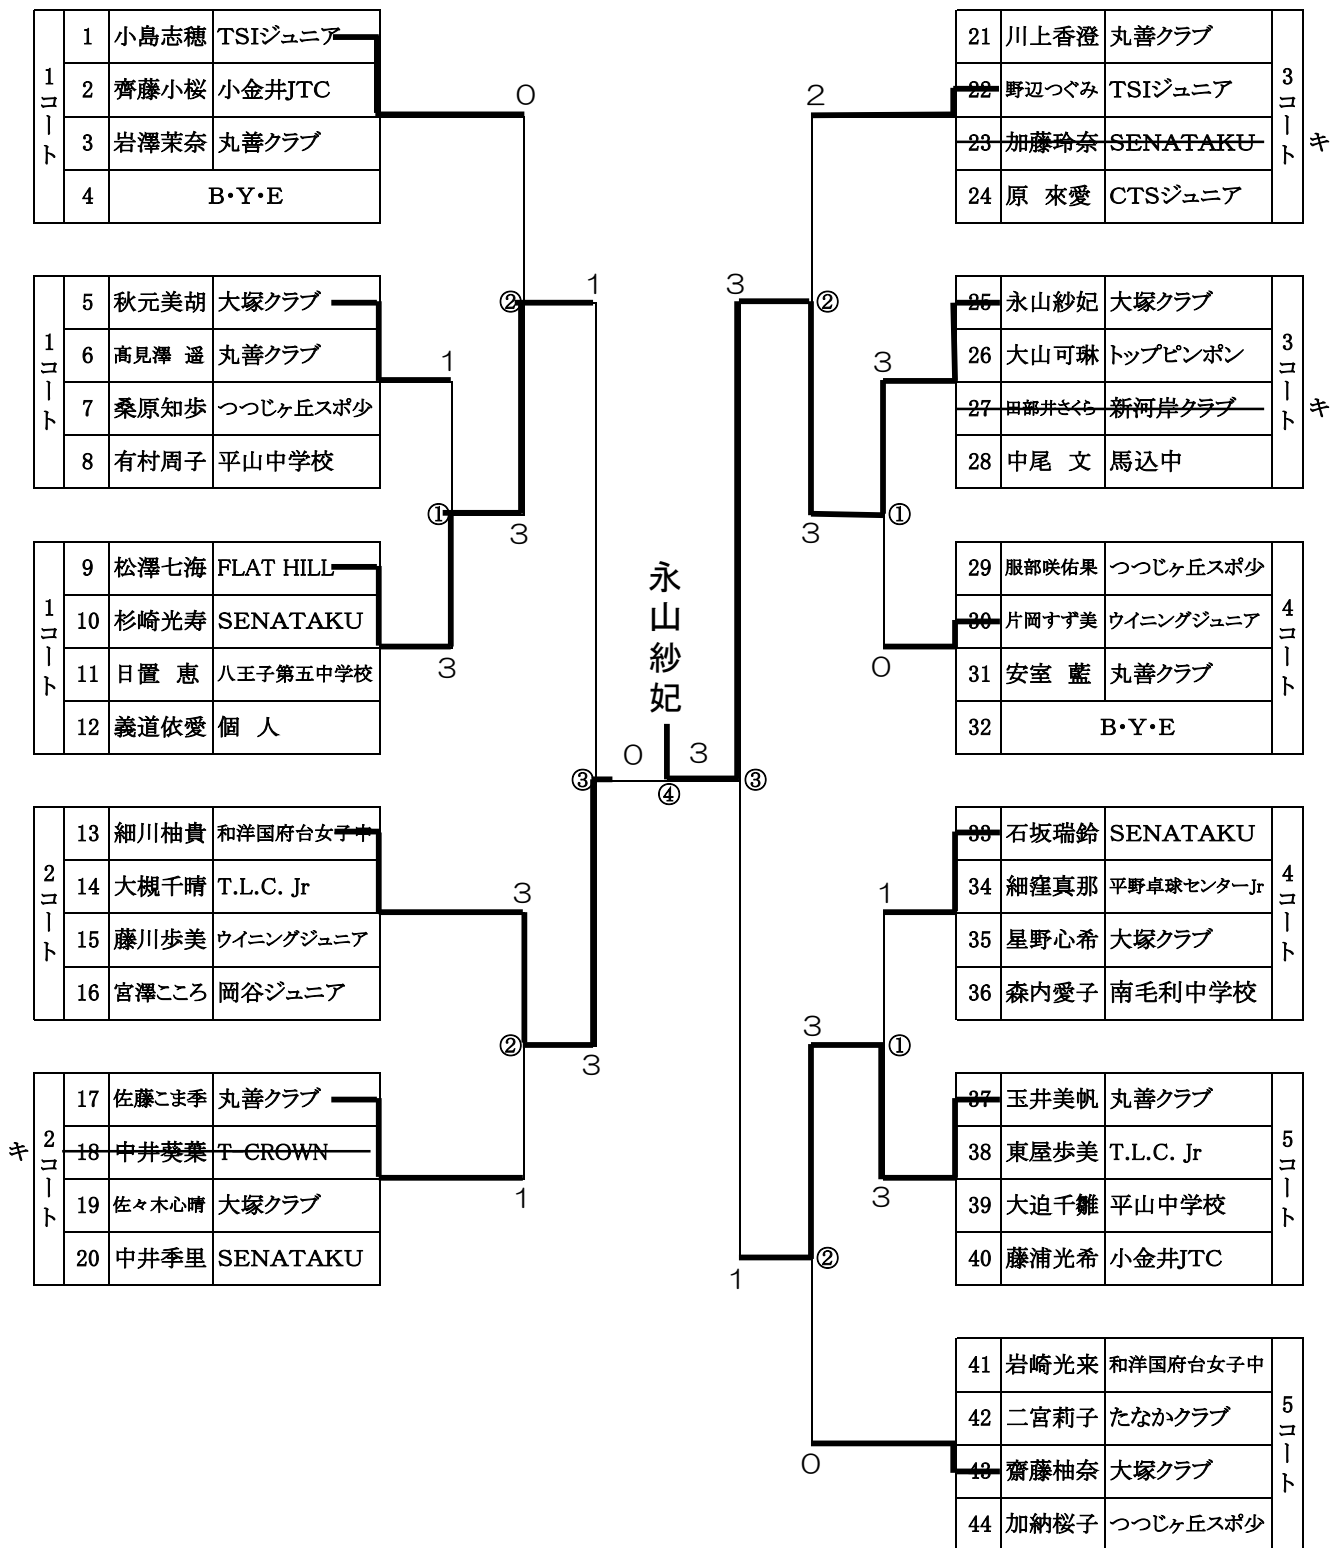 1コート
1 小島志穂 TSIジュニア
2 齊藤小桜 小金井JTC
3 岩澤茉奈 丸善クラブ
4 B・Y・E
1コート
5 秋元美胡 大塚クラブ
6 髙見澤 遥 丸善クラブ
7 桑原知歩 つつじヶ丘スポ少
8 有村周子 平山中学校
1コート
9 松澤七海 FLAT HILL
10 杉崎光寿 SENATAKU
11 日置 恵 八王子第五中学校
12 義道依愛 個 人
2コート
13 細川柚貴 和洋国府台女子中
14 大槻千晴 T.L.C. Jr
15 藤川歩美 ウイニングジュニア
16 宮澤こころ 岡谷ジュニア
2コート
17 佐藤こま季 丸善クラブ
キ
18 中井葵葉 T-CROWN
19 佐々木心晴 大塚クラブ
20 中井季里 SENATAKU
0
1
②
1
①
3
3
3
②
3
1
③
0
永山紗妃
3
④
③
3
2
②
3
3
①
0
1
①
3
3
②
1
0
3コート
21 川上香澄 丸善クラブ
22 野辺つぐみ TSIジュニア
23 加藤玲奈 SENATAKU
キ
24 原 來愛 CTSジュニア
3コート
25 永山紗妃 大塚クラブ
26 大山可琳 トップピンポン
27 田部井さくら 新河岸クラブ
キ
28 中尾 文 馬込中
4コート
29 服部咲佑果 つつじヶ丘スポ少
30 片岡すず美 ウイニングジュニア
31 安室 藍 丸善クラブ
32 B・Y・E
4コート
33 石坂瑞鈴 SENATAKU
34 細窪真那 平野卓球センターJr
35 星野心希 大塚クラブ
36 森内愛子 南毛利中学校
5コート
37 玉井美帆 丸善クラブ
38 東屋歩美 T.L.C. Jr
39 大迫千雛 平山中学校
40 藤浦光希 小金井JTC
5コート
41 岩崎光来 和洋国府台女子中
42 二宮莉子 たなかクラブ
43 齋藤柚奈 大塚クラブ
44 加納桜子 つつじヶ丘スポ少